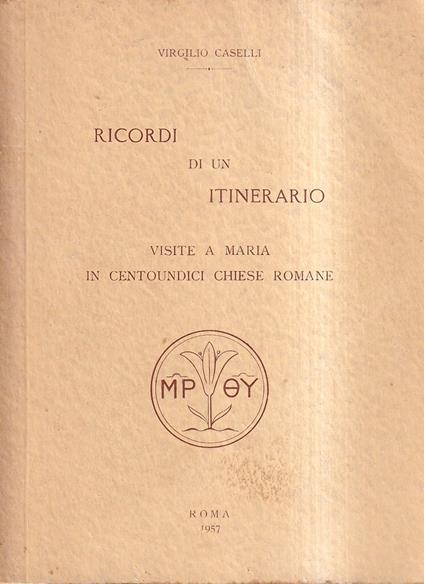 VIRGILIO CASELLI
RICORDI
DI UN
ITINERARIO
VISITE A MARIA
IN CENTOUNDICI CHIESE ROMANE
ΜΡ ΘΥ
ROMA
1957